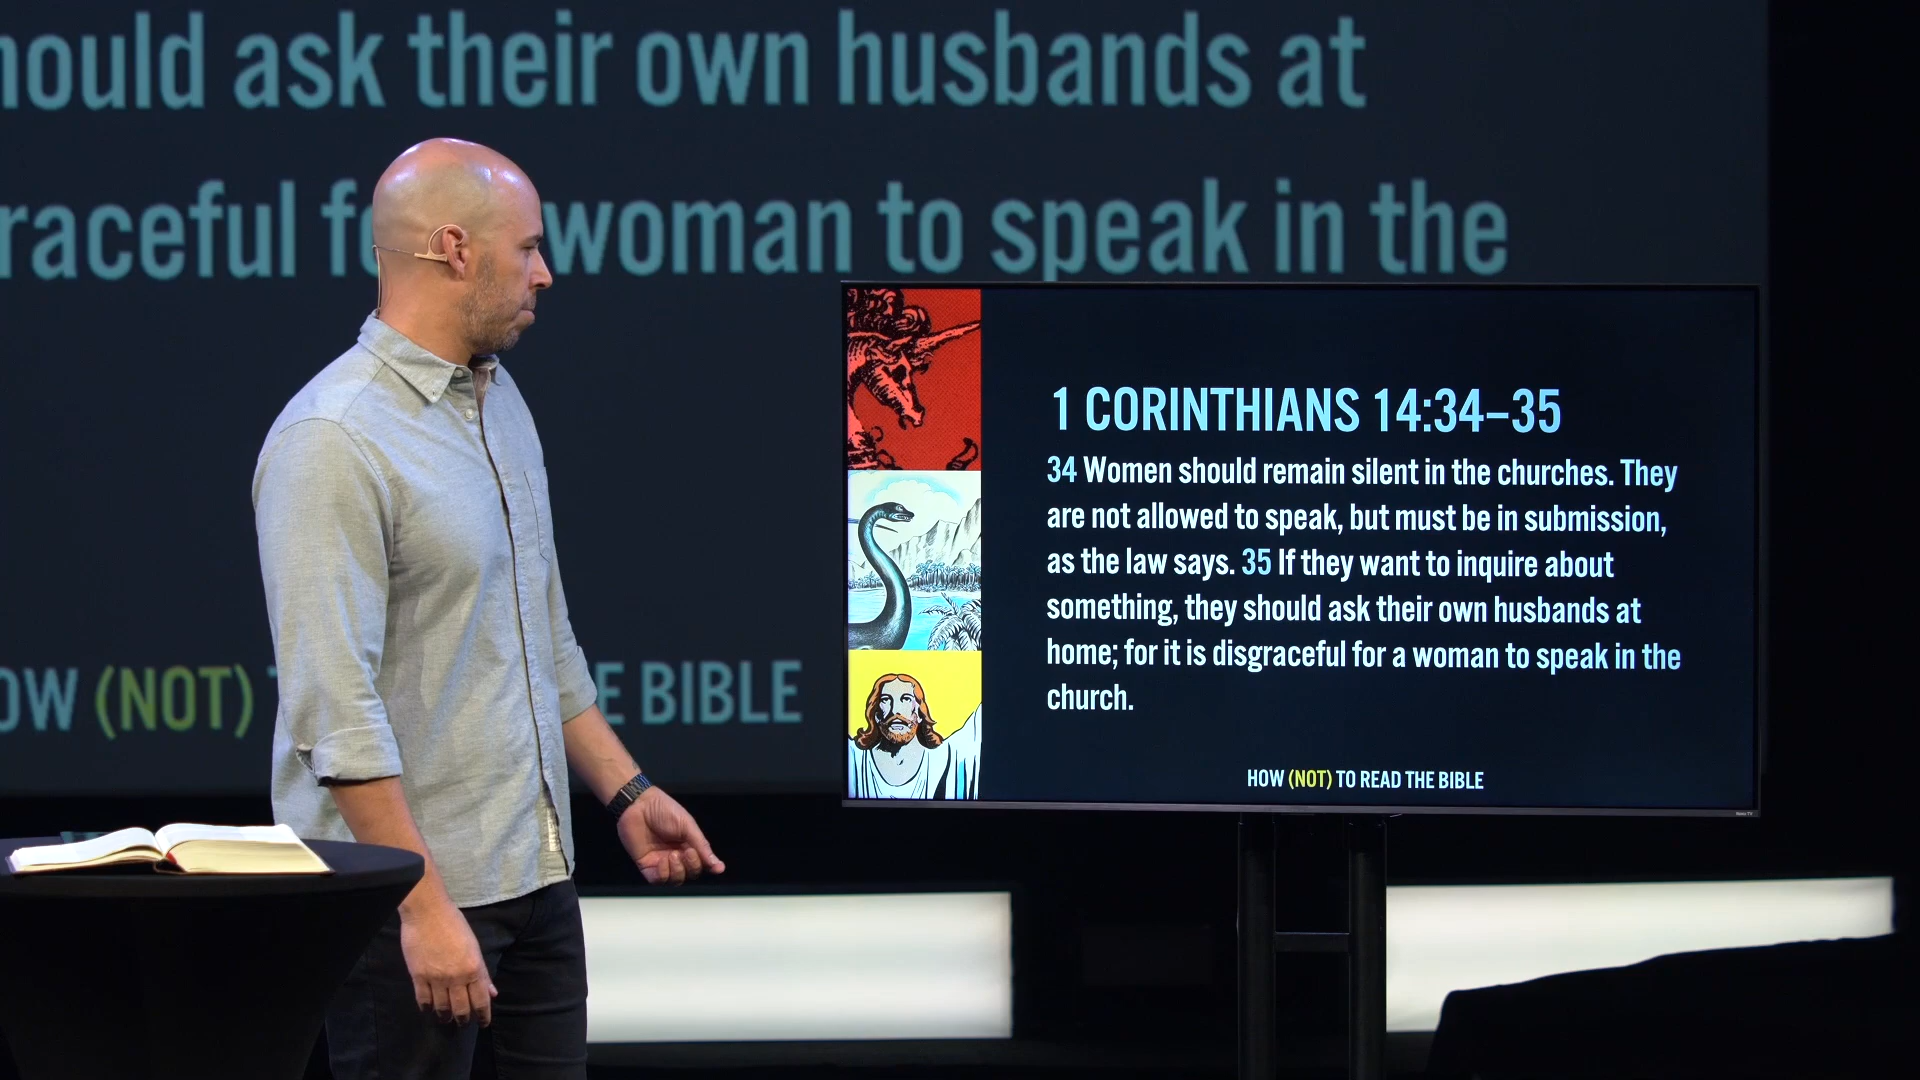 hould ask their own husbands at
raceful woman to speak in the
OW (NOT) E BIBLE
1 CORINTHIANS 14:34–35
34 Women should remain silent in the churches. They
are not allowed to speak, but must be in submission,
as the law says. 35 If they want to inquire about
something, they should ask their own husbands at
home; for it is disgraceful for a woman to speak in the
church.
HOW (NOT) TO READ THE BIBLE